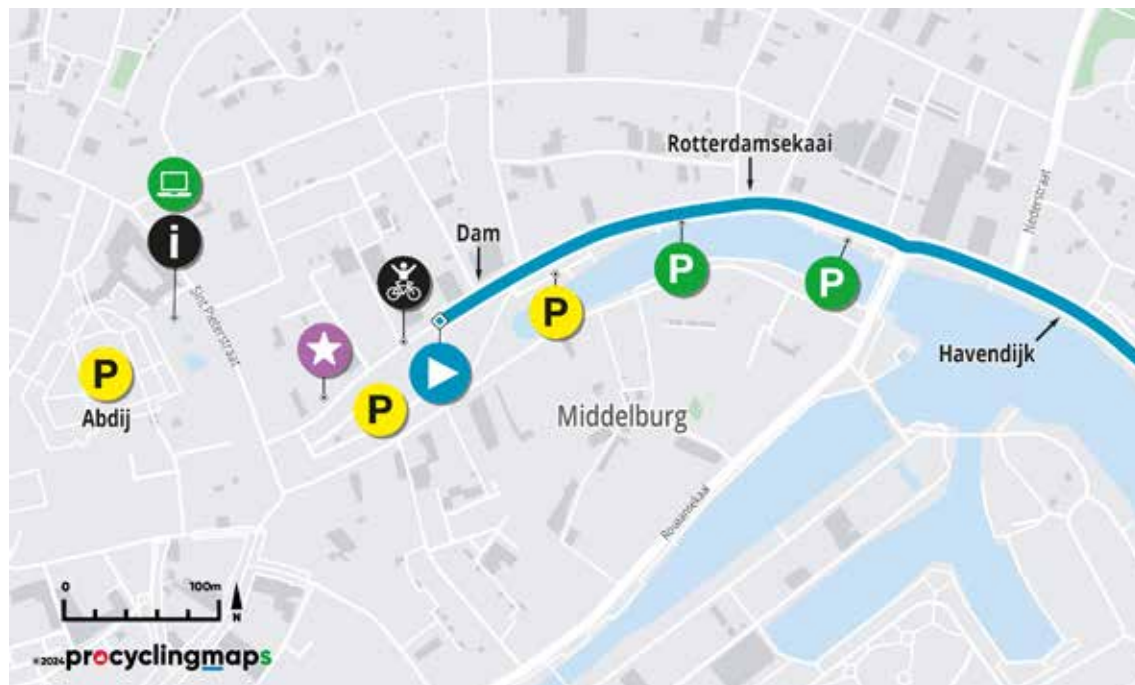 Rotterdamsekaai
Nederstraat
Dam
i
P
P
P
Sint Pieterstraat
P
Abdij
P
Havendijk
Middelburg
Rouaansekaai
0 100m
N
©2024 procyclingmaps